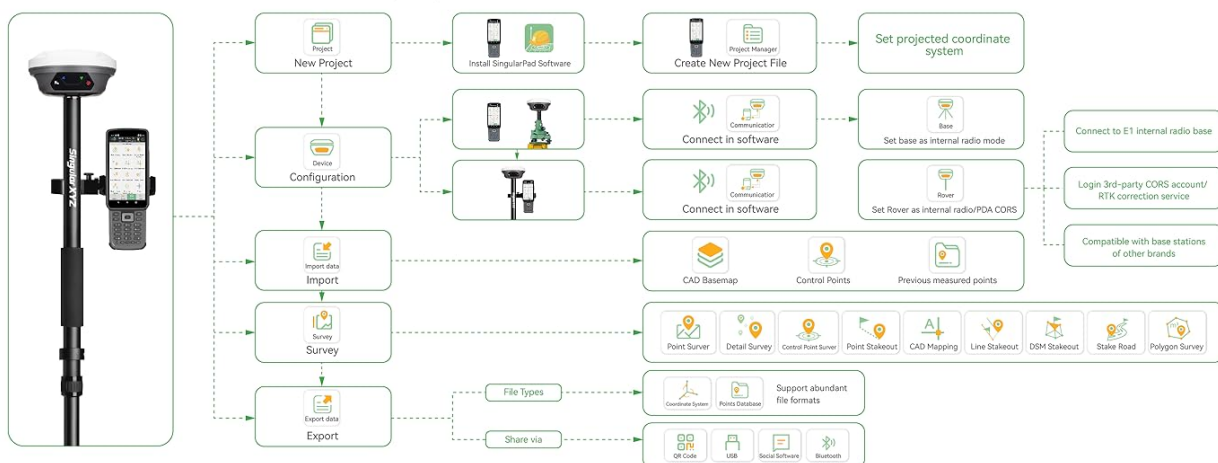 SingularXYZ
Project
New Project
Install SingularPad Software
Project Manager
Create New Project File
Set projected coordinate
system
Device
Configuration
Communicatior
Connect in software
Base
Set base as internal radio mode
Communicatior
Connect in software
Rover
Set Rover as internal radio/PDA CORS
Connect to E1 internal radio base
Login 3rd-party CORS account/
RTK correction service
Compatible with base stations
of other brands
Import data
Import
CAD Basemap
Control Points
Previous measured points
Survey
Survey
Point Surver
Detail Survey
Control Point Surver
Point Stakeout
CAD Mapping
Line Stakeout
DSM Stakeout
Stake Road
Polygon Survey
Export data
Export
File Types
Coordinate System
Points Database
Support abundant
file formats
Share via
QR Code
USB
Social Software
Bluetooth